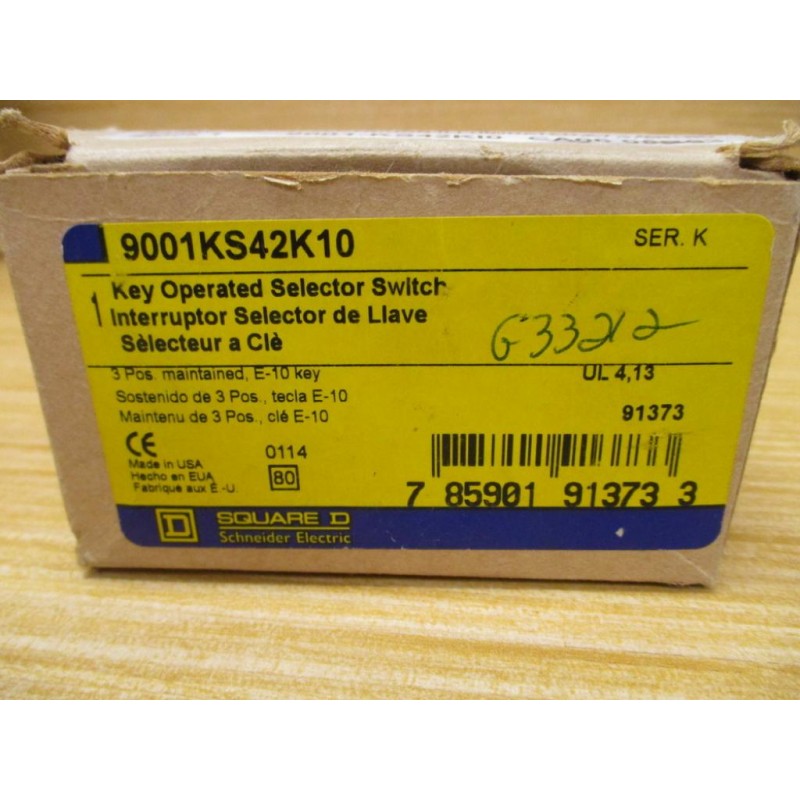 9001KS42K10
SER. K
1
Key Operated Selector Switch
Interruptor Selector de Llave
Sèlecteur a Clè
G33212
3 Pos. maintained, E-10 key
UL 4,13
Sostenido de 3 Pos., tecla E-10
Maintenu de 3 Pos., clé E-10
91373
CE
0114
Made in USA
Hecho en EUA
Fabrique aux É.-U.
80
7 85901 91373 3
D
SQUARE D
Schneider Electric